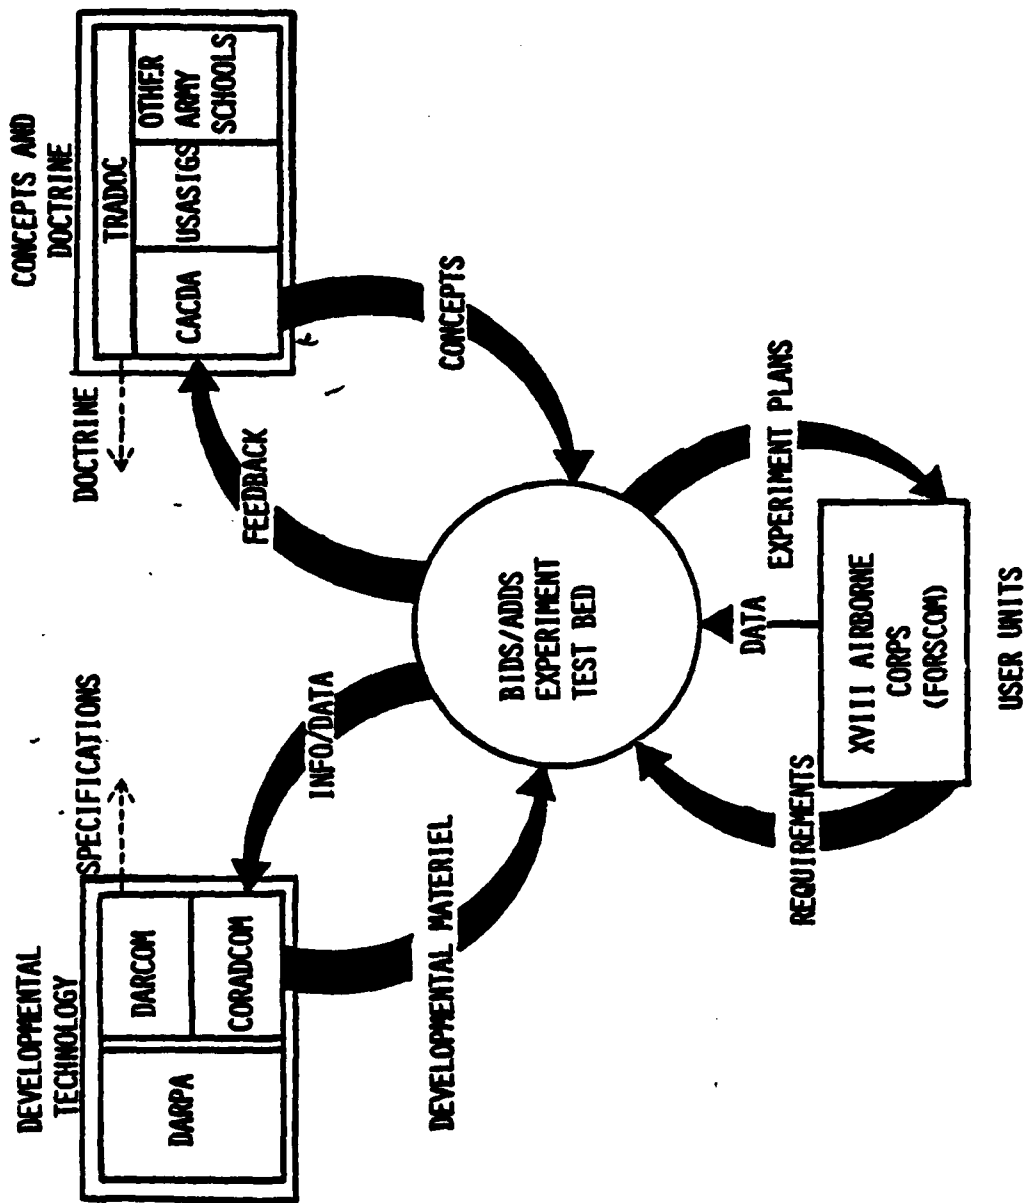 DEVELOPMENTAL
TECHNOLOGY
DARPA
DARCOM
CORADCOM
SPECIFICATIONS
CONCEPTS AND
DOCTRINE
TRADOC
CACDA
USASIGS
OTHER
ARMY
SCHOOLS
DOCTRINE
INFO/DATA
FEEDBACK
DEVELOPMENTAL MATERIEL
CONCEPTS
BIDS/ADDS
EXPERIMENT
TEST BED
REQUIREMENTS
DATA
EXPERIMENT PLANS
XVIII AIRBORNE
CORPS
(FORSCOM)
USER UNITS